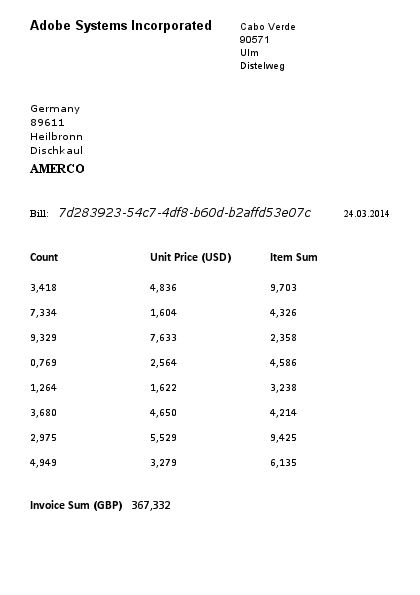 Adobe Systems Incorporated
Cabo Verde
90571
Ulm
Distelweg
Germany
89611
Heilbronn
Dischkaul
AMERCO
Bill: 7d283923-54c7-4df8-b60d-b2affd53e07c 24.03.2014
Count Unit Price (USD) Item Sum
3,418 4,836 9,703
7,334 1,604 4,326
9,329 7,633 2,358
0,769 2,564 4,586
1,264 1,622 3,238
3,680 4,650 4,214
2,975 5,529 9,425
4,949 3,279 6,135
Invoice Sum (GBP) 367,332